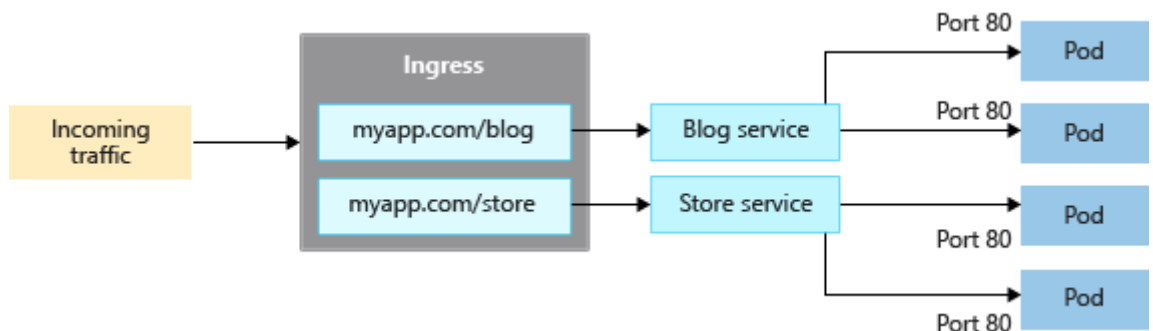 Port 80
Pod
Ingress
Incoming
traffic
myapp.com/blog
Blog service
Port 80
Pod
myapp.com/store
Store service
Pod
Port 80
Pod
Port 80